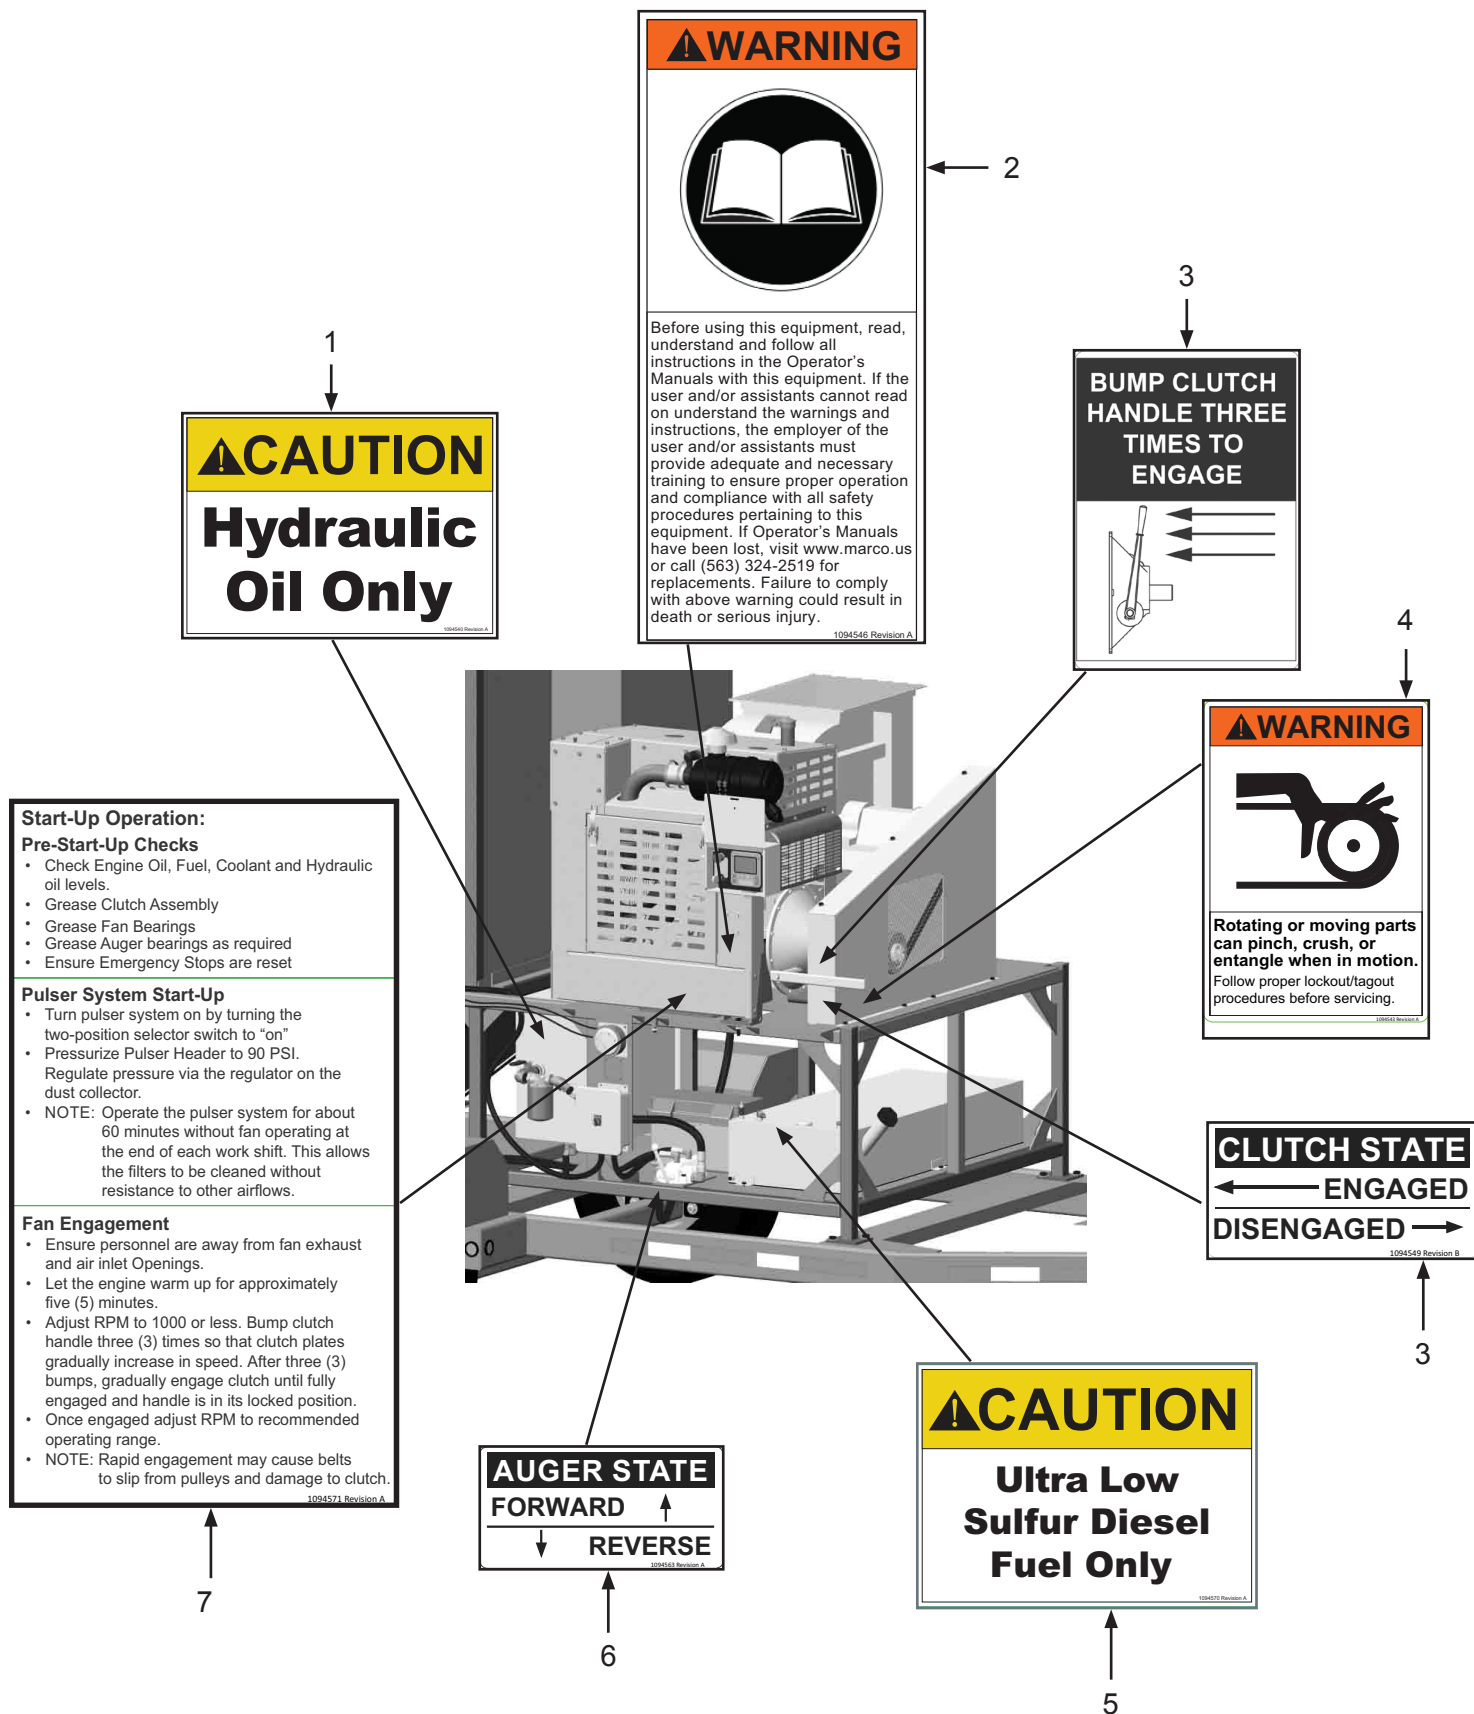 WARNING
2
Before using this equipment, read,
understand and follow all
instructions in the Operator's
Manuals with this equipment. If the
user and/or assistants cannot read
on understand the warnings and
instructions, the employer of the
user and/or assistants must
provide adequate and necessary
training to ensure proper operation
and compliance with all safety
procedures pertaining to this
equipment. If Operator's Manuals
have been lost, visit www.marco.us
or call (563) 324-2519 for
replacements. Failure to comply
with above warning could result in
death or serious injury.
1094546 Revision A
3
BUMP CLUTCH
HANDLE THREE
TIMES TO
ENGAGE
1
CAUTION
Hydraulic
Oil Only
1094540 Revision A
4
WARNING
Rotating or moving parts
can pinch, crush, or
entangle when in motion.
Follow proper lockout/tagout
procedures before servicing.
1094543 Revision A
Start-Up Operation:
Pre-Start-Up Checks
• Check Engine Oil, Fuel, Coolant and Hydraulic
oil levels.
• Grease Clutch Assembly
• Grease Fan Bearings
• Grease Auger bearings as required
• Ensure Emergency Stops are reset
Pulser System Start-Up
• Turn pulser system on by turning the
two-position selector switch to “on”
• Pressurize Pulser Header to 90 PSI.
Regulate pressure via the regulator on the
dust collector.
• NOTE: Operate the pulser system for about
60 minutes without fan operating at
the end of each work shift. This allows
the filters to be cleaned without
resistance to other airflows.
Fan Engagement
• Ensure personnel are away from fan exhaust
and air inlet Openings.
• Let the engine warm up for approximately
five (5) minutes.
• Adjust RPM to 1000 or less. Bump clutch
handle three (3) times so that clutch plates
gradually increase in speed. After three (3)
bumps, gradually engage clutch until fully
engaged and handle is in its locked position.
• Once engaged adjust RPM to recommended
operating range.
• NOTE: Rapid engagement may cause belts
to slip from pulleys and damage to clutch.
1094571 Revision A
7
CLUTCH STATE
ENGAGED
DISENGAGED
1094549 Revision B
3
AUGER STATE
FORWARD
REVERSE
1094563 Revision A
6
CAUTION
Ultra Low
Sulfur Diesel
Fuel Only
1094570 Revision A
5